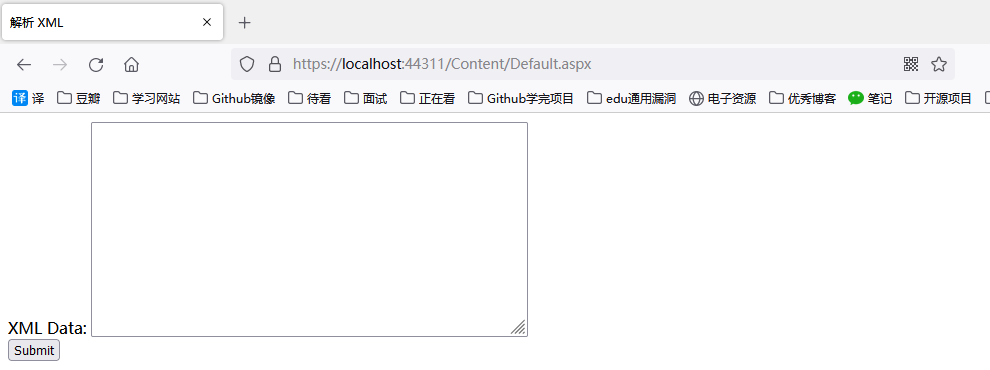 解析 XML
https://localhost:44311/Content/Default.aspx
译 译 豆瓣 学习网站 Github镜像 待看 面试 正在看 Github学完项目 edu通用漏洞 电子资源 优秀博客 笔记 开源项目
XML Data:
Submit